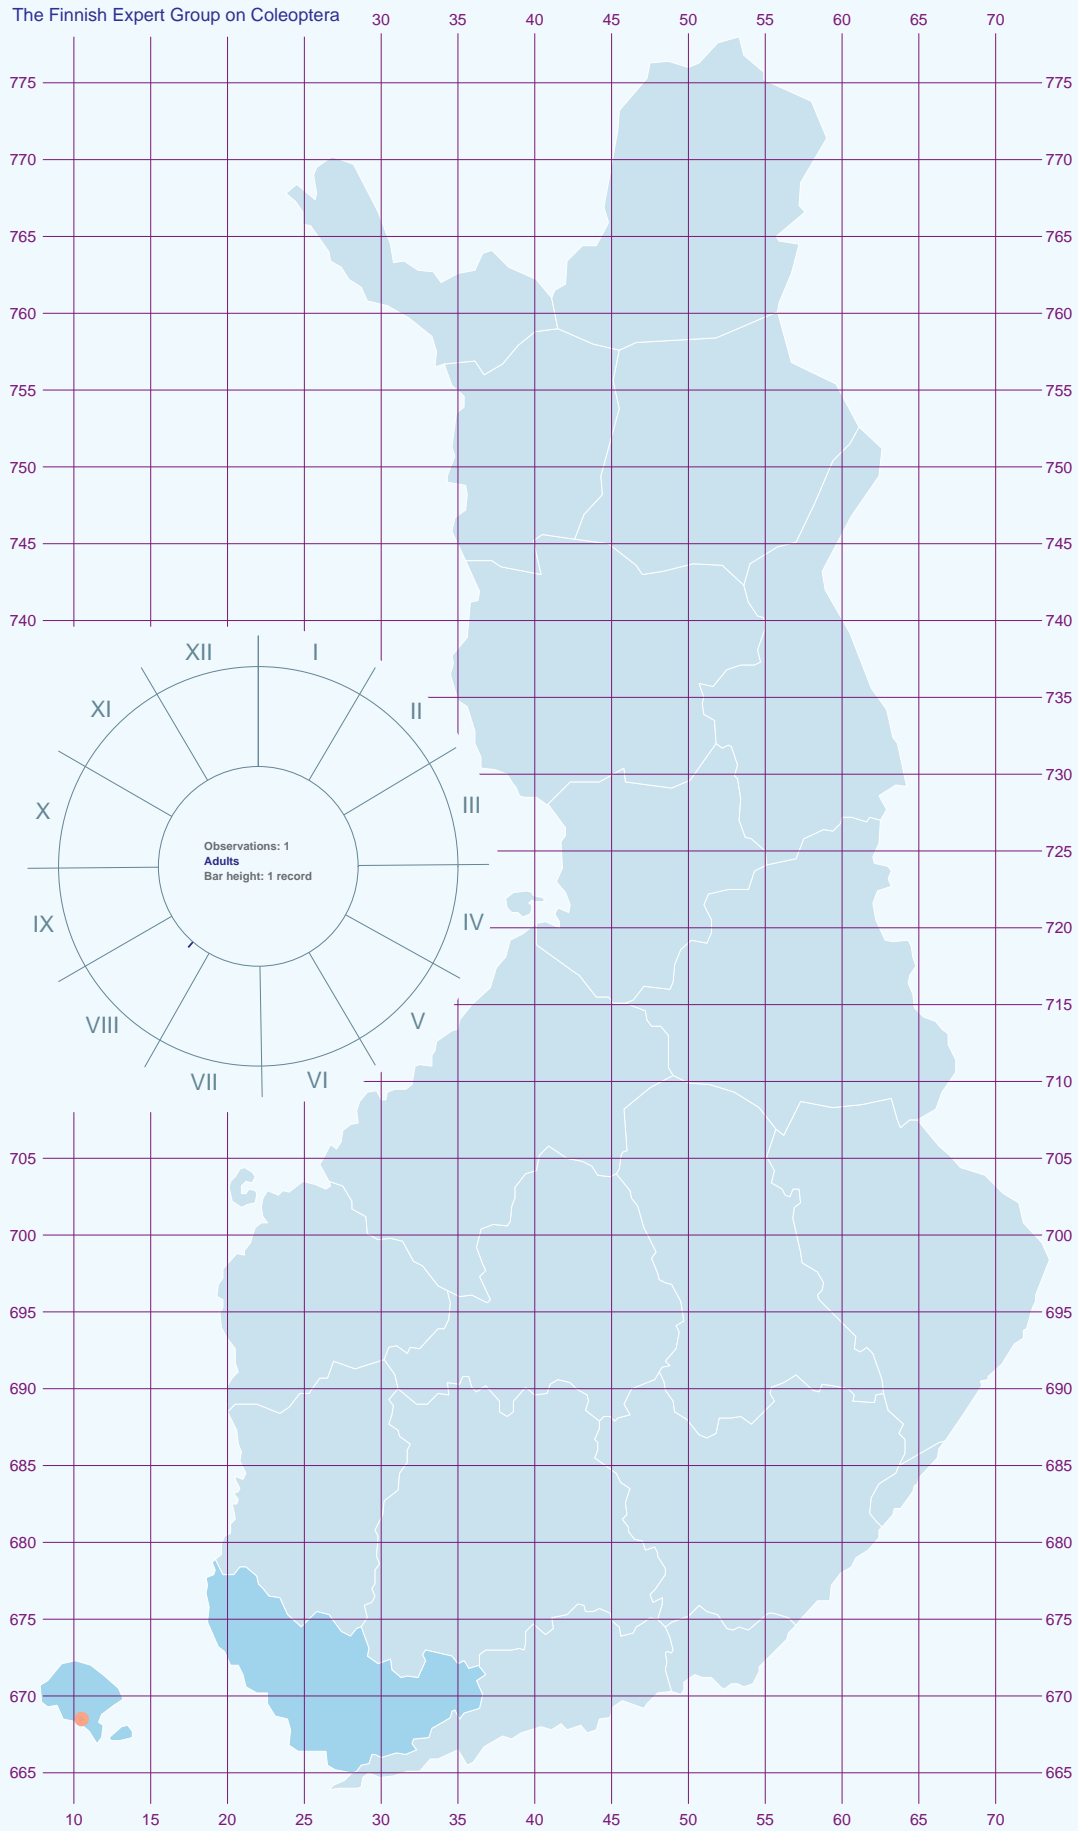 The Finnish Expert Group on Coleoptera
30 35 40 45 50 55 60 65 70
775 775
770 770
765 765
760 760
755 755
750 750
745 745
740 740
XII I
XI II
735
730
X III
725
Observations: 1
Adults
Bar height: 1 record
IX IV
720
VIII V
715
VII VI
710
705 705
700 700
695 695
690 690
685 685
680 680
675 675
670 670
665 665
10 15 20 25 30 35 40 45 50 55 60 65 70